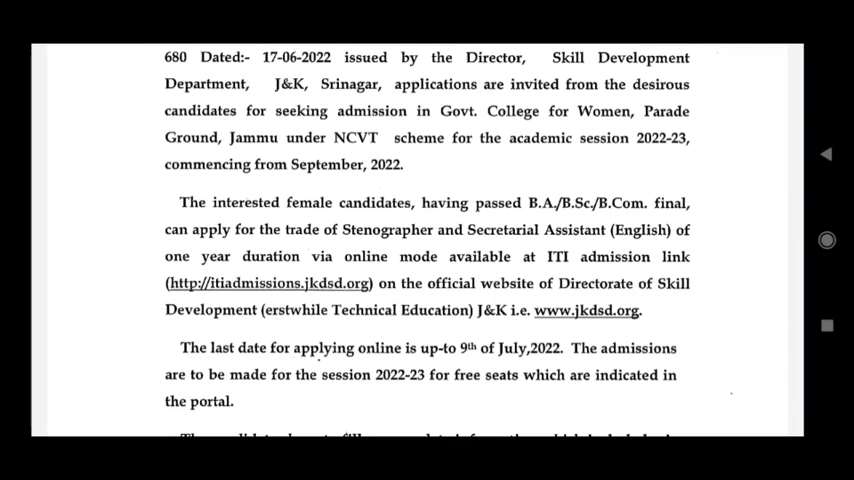 680 Dated:- 17-06-2022 issued by the Director, Skill Development
Department, J&K, Srinagar, applications are invited from the desirous
candidates for seeking admission in Govt. College for Women, Parade
Ground, Jammu under NCVT scheme for the academic session 2022-23,
commencing from September, 2022.
The interested female candidates, having passed B.A./B.Sc./B.Com. final,
can apply for the trade of Stenographer and Secretarial Assistant (English) of
one year duration via online mode available at ITI admission link
(http://itiadmissions.jkdsd.org) on the official website of Directorate of Skill
Development (erstwhile Technical Education) J&K i.e. www.jkdsd.org.
The last date for applying online is up-to 9th of July,2022. The admissions
are to be made for the session 2022-23 for free seats which are indicated in
the portal.